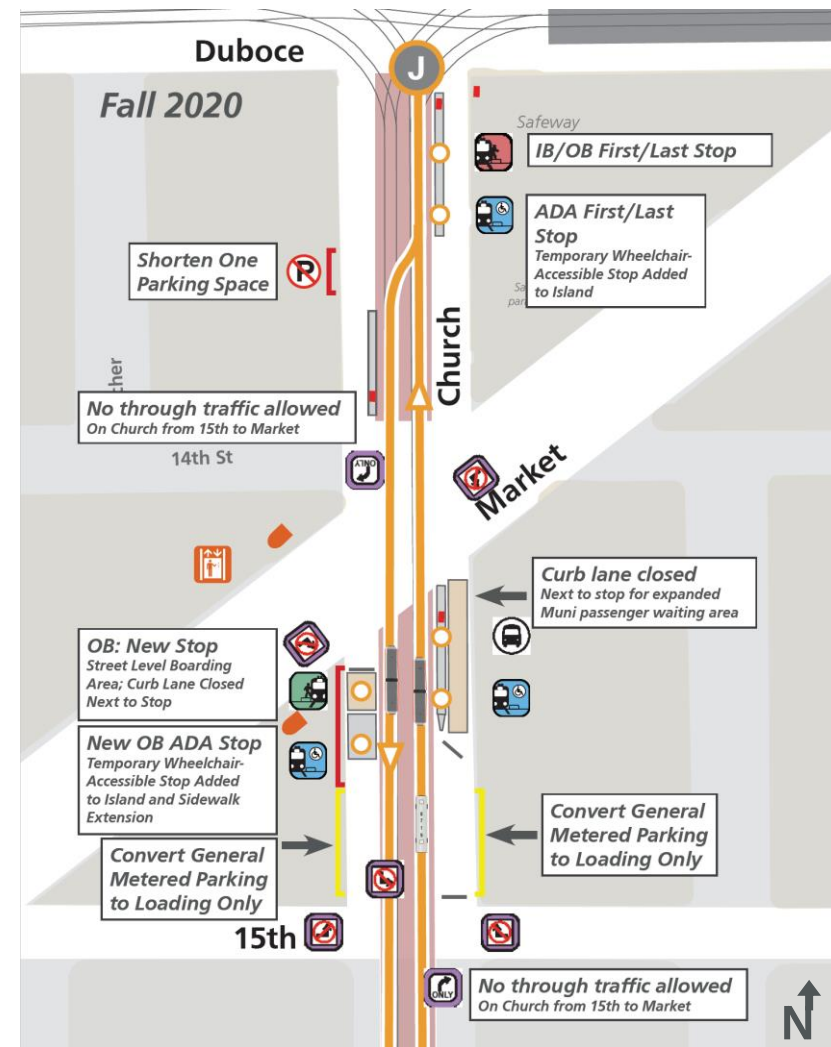 Duboce
J
Fall 2020
Safeway
IB/OB First/Last Stop
ADA First/Last
Stop
Temporary Wheelchair-
Accessible Stop Added
to Island
Shorten One
Parking Space
P
Church
No through traffic allowed
On Church from 15th to Market
14th St
ONLY
Market
Curb lane closed
Next to stop for expanded
Muni passenger waiting area
OB: New Stop
Street Level Boarding
Area; Curb Lane Closed
Next to Stop
New OB ADA Stop
Temporary Wheelchair-
Accessible Stop Added
to Island and Sidewalk
Extension
Convert General
Metered Parking
to Loading Only
Convert General
Metered Parking
to Loading Only
15th
ONLY
No through traffic allowed
On Church from 15th to Market
N